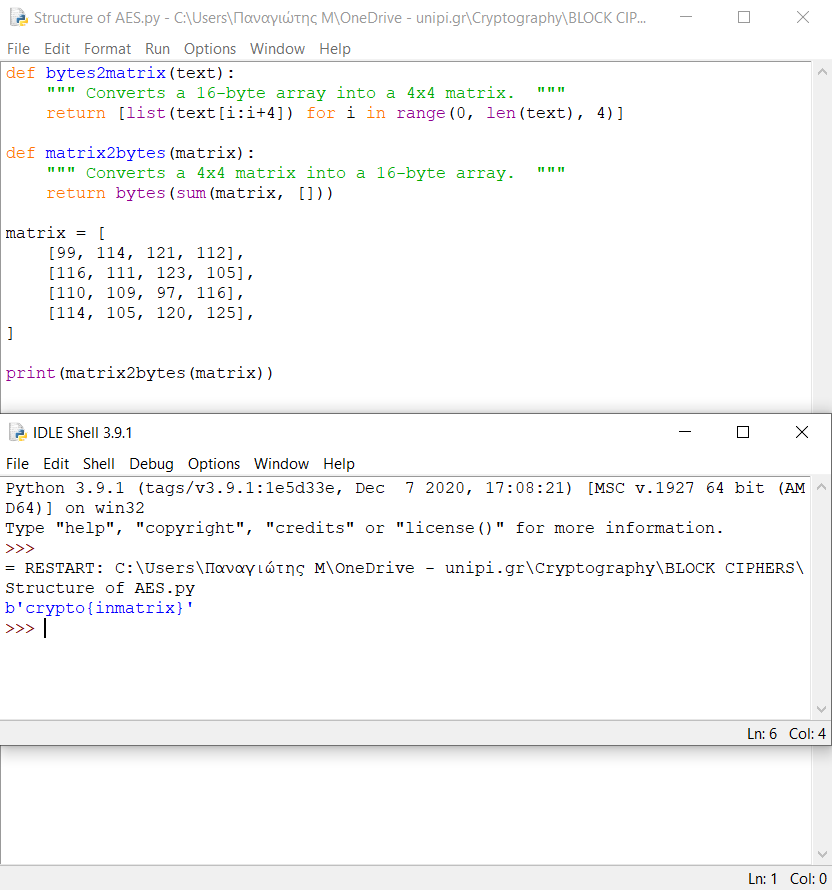 Structure of AES.py - C:\Users\Παναγιώτης Μ\OneDrive - unipi.gr\Cryptography\BLOCK CIP...
File Edit Format Run Options Window Help
def bytes2matrix(text):
    """ Converts a 16-byte array into a 4x4 matrix.  """
    return [list(text[i:i+4]) for i in range(0, len(text), 4)]

def matrix2bytes(matrix):
    """ Converts a 4x4 matrix into a 16-byte array.  """
    return bytes(sum(matrix, []))

matrix = [
    [99, 114, 121, 112],
    [116, 111, 123, 105],
    [110, 109, 97, 116],
    [114, 105, 120, 125],
]

print(matrix2bytes(matrix))
IDLE Shell 3.9.1
File Edit Shell Debug Options Window Help
Python 3.9.1 (tags/v3.9.1:1e5d33e, Dec  7 2020, 17:08:21) [MSC v.1927 64 bit (AM
D64)] on win32
Type "help", "copyright", "credits" or "license()" for more information.
>>>
= RESTART: C:\Users\Παναγιώτης Μ\OneDrive - unipi.gr\Cryptography\BLOCK CIPHERS\
Structure of AES.py
b'crypto{inmatrix}'
>>>
Ln: 6 Col: 4
Ln: 1 Col: 0